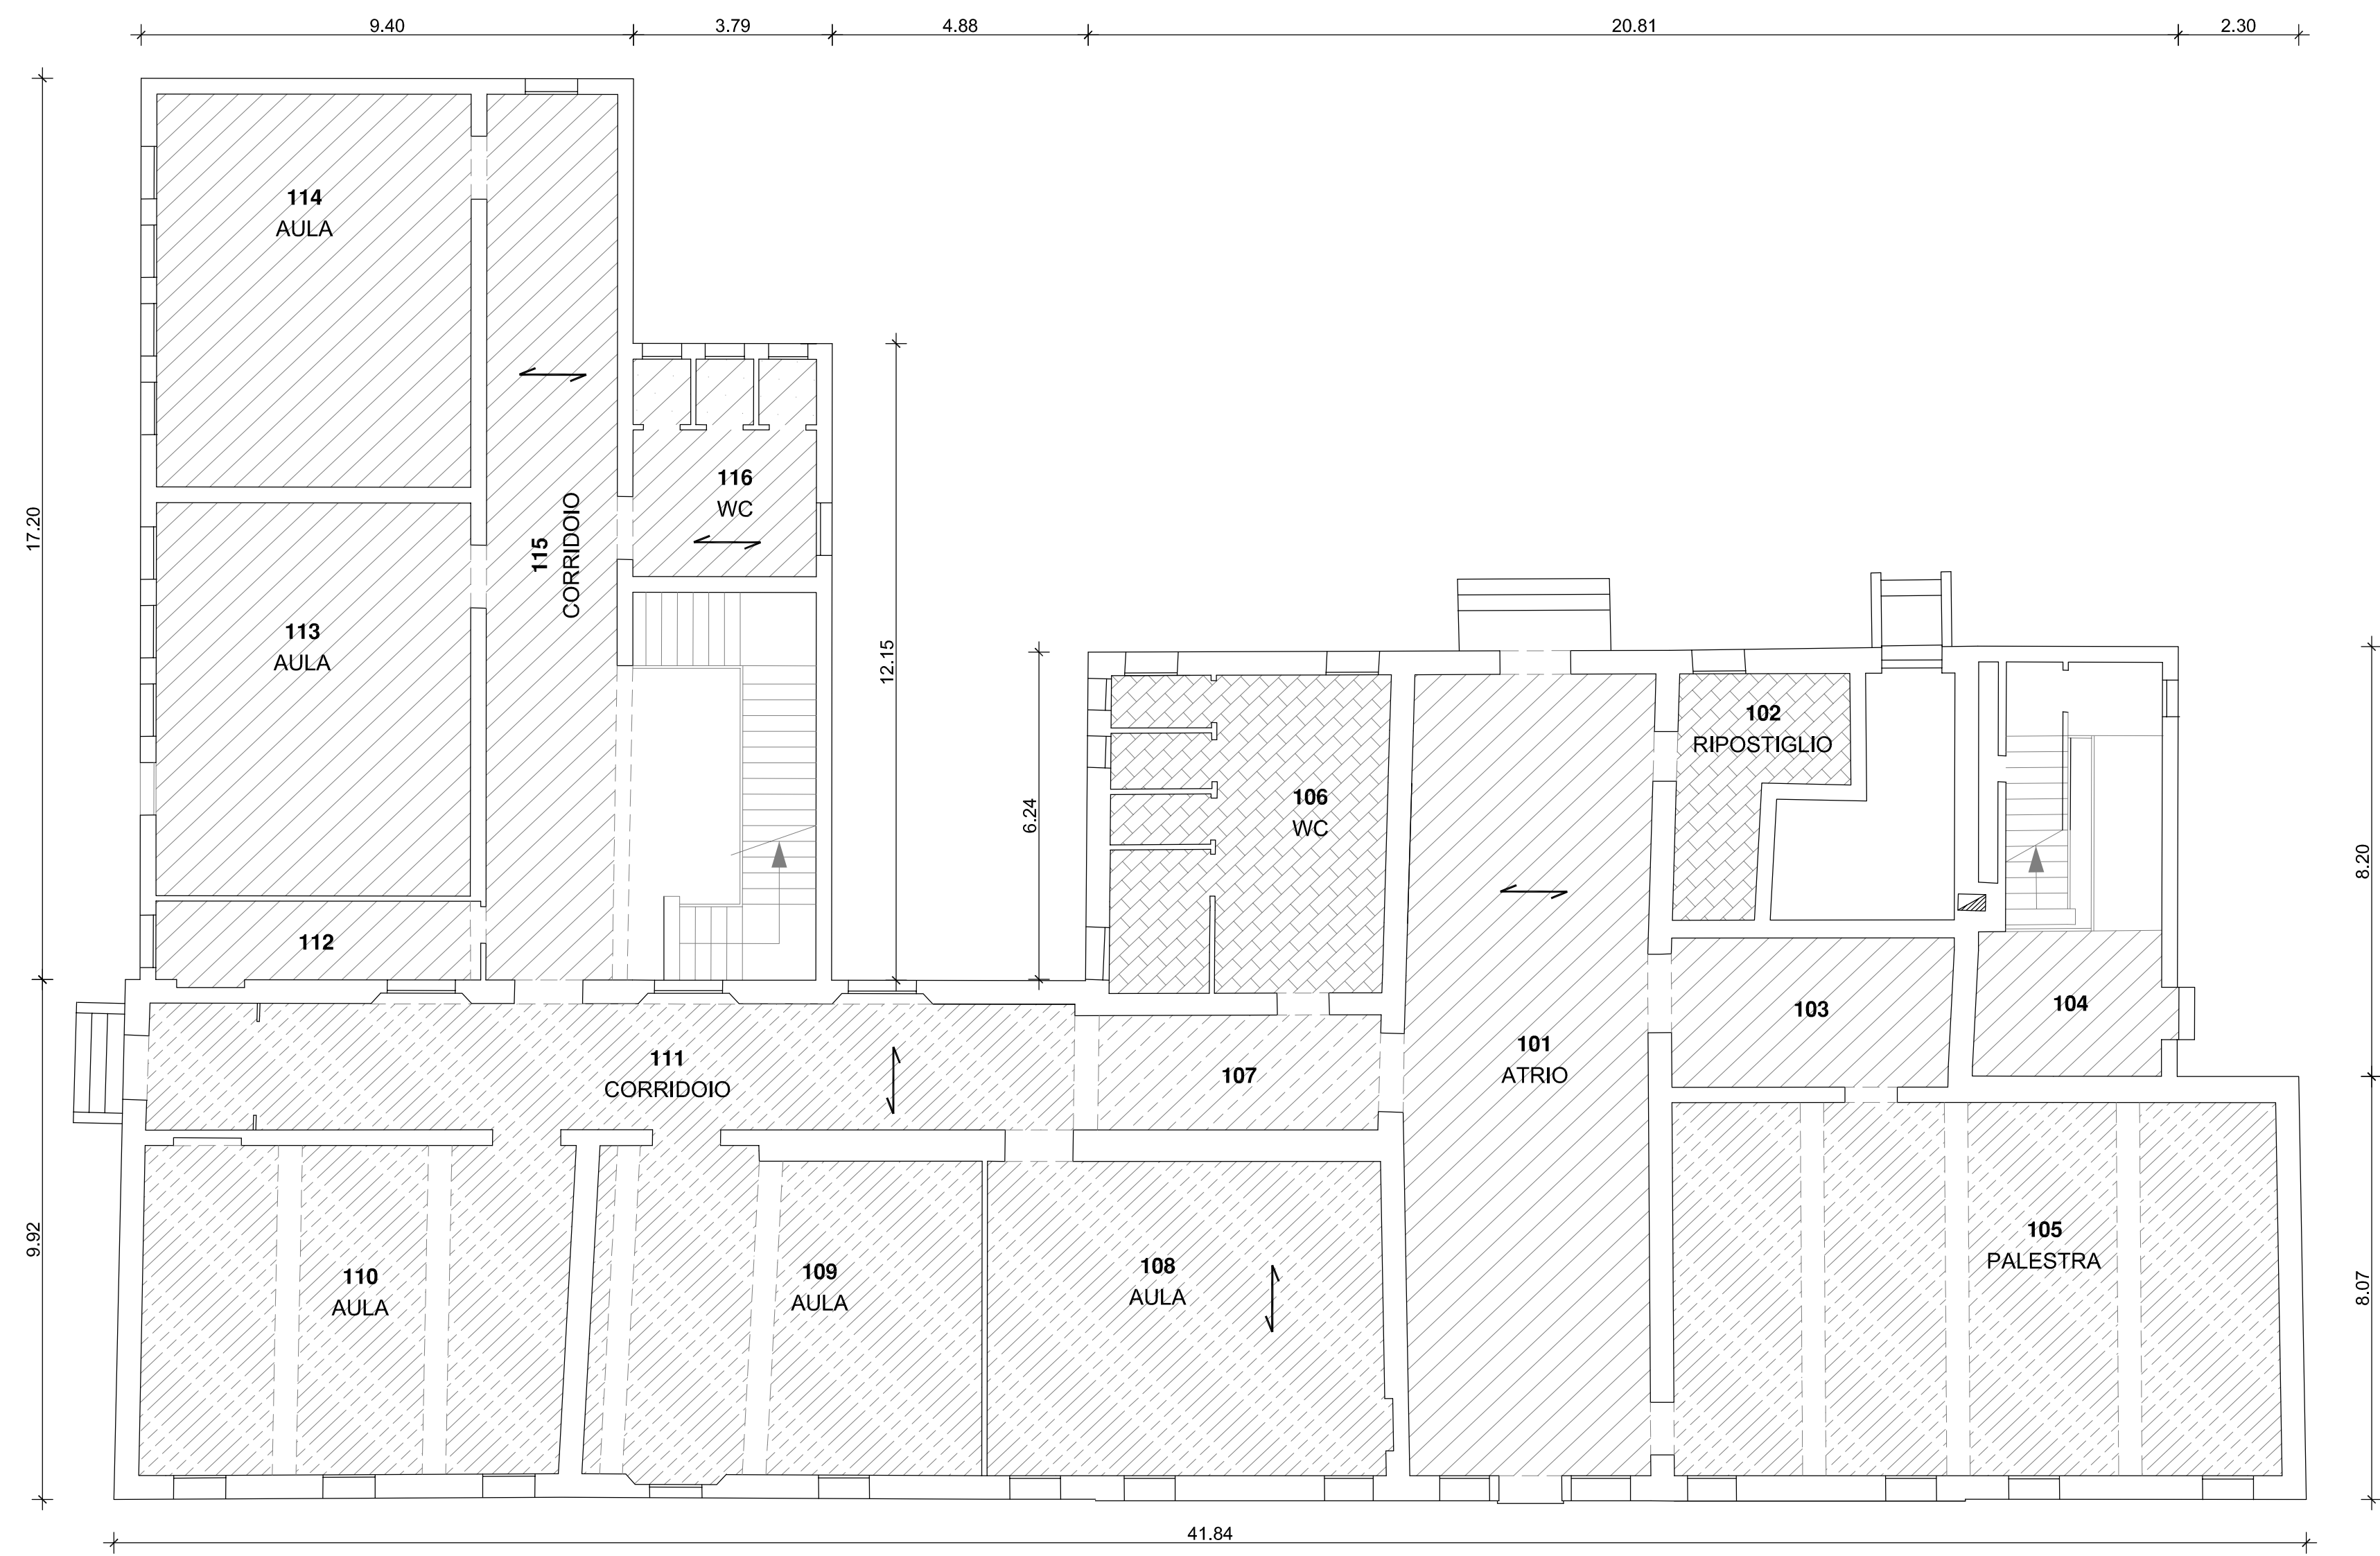 9.40
3.79
4.88
20.81
2.30
17.20
9.92
114
AULA
113
AULA
112
115
CORRIDOIO
116
WC
12.15
6.24
106
WC
102
RIPOSTIGLIO
101
ATRIO
103
104
8.20
8.07
111
CORRIDOIO
107
110
AULA
109
AULA
108
AULA
105
PALESTRA
41.84